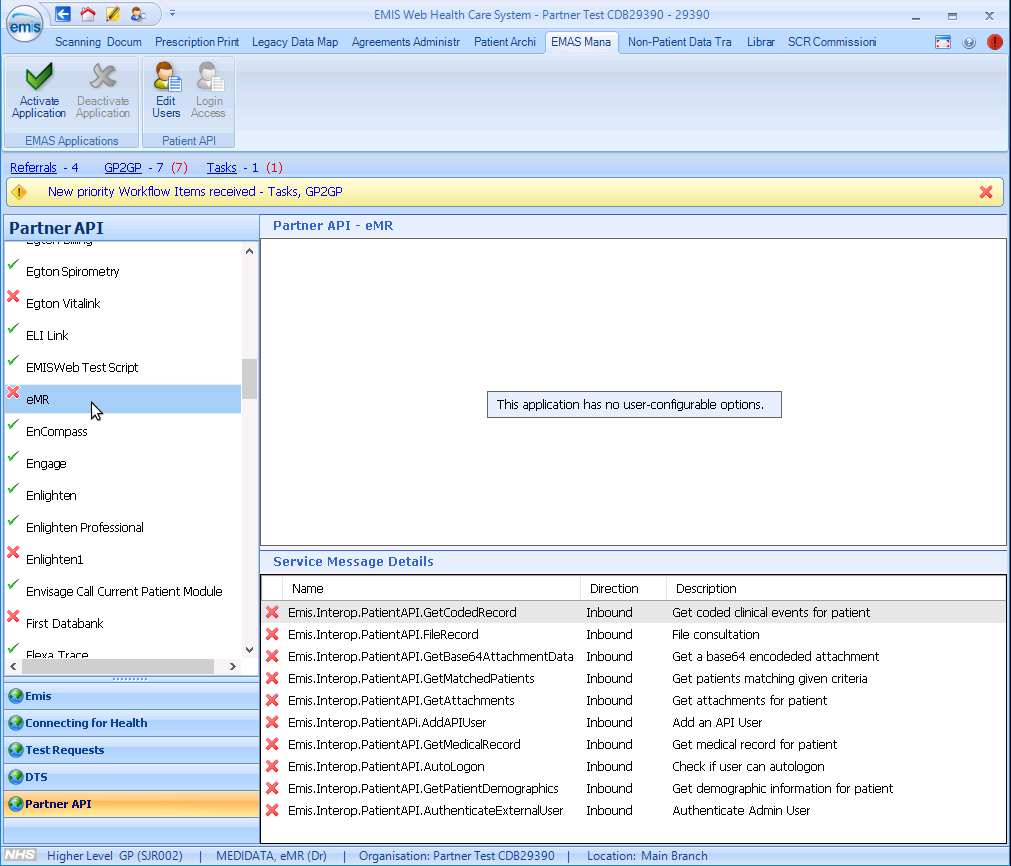 emis
EMIS Web Health Care System - Partner Test CDB29390 - 29390
Scanning Docum Prescription Print Legacy Data Map Agreements Administr Patient Archi EMAS Mana Non-Patient Data Tra Librar SCR Commissioni
Activate Application
Deactivate Application
Edit Users
Login Access
EMAS Applications
Patient API
Referrals - 4 GP2GP - 7 (7) Tasks - 1 (1)
New priority Workflow Items received - Tasks, GP2GP
Partner API
Egton Billing
Egton Spirometry
Egton Vitalink
ELI Link
EMISWeb Test Script
eMR
EnCompass
Engage
Enlighten
Enlighten Professional
Enlighten1
Envisage Call Current Patient Module
First Databank
Flexa Trace
Emis
Connecting for Health
Test Requests
DTS
Partner API
Partner API - eMR
This application has no user-configurable options.
Service Message Details
Name Direction Description
Emis.Interop.PatientAPI.GetCodedRecord Inbound Get coded clinical events for patient
Emis.Interop.PatientAPI.FileRecord Inbound File consultation
Emis.Interop.PatientAPI.GetBase64AttachmentData Inbound Get a base64 encodeded attachment
Emis.Interop.PatientAPI.GetMatchedPatients Inbound Get patients matching given criteria
Emis.Interop.PatientAPI.GetAttachments Inbound Get attachments for patient
Emis.Interop.PatientAPi.AddAPIUser Inbound Add an API User
Emis.Interop.PatientAPI.GetMedicalRecord Inbound Get medical record for patient
Emis.Interop.PatientAPI.AutoLogon Inbound Check if user can autologon
Emis.Interop.PatientAPI.GetPatientDemographics Inbound Get demographic information for patient
Emis.Interop.PatientAPI.AuthenticateExternalUser Inbound Authenticate Admin User
NHS Higher Level GP (SJR002) | MEDIDATA, eMR (Dr) | Organisation: Partner Test CDB29390 | Location: Main Branch